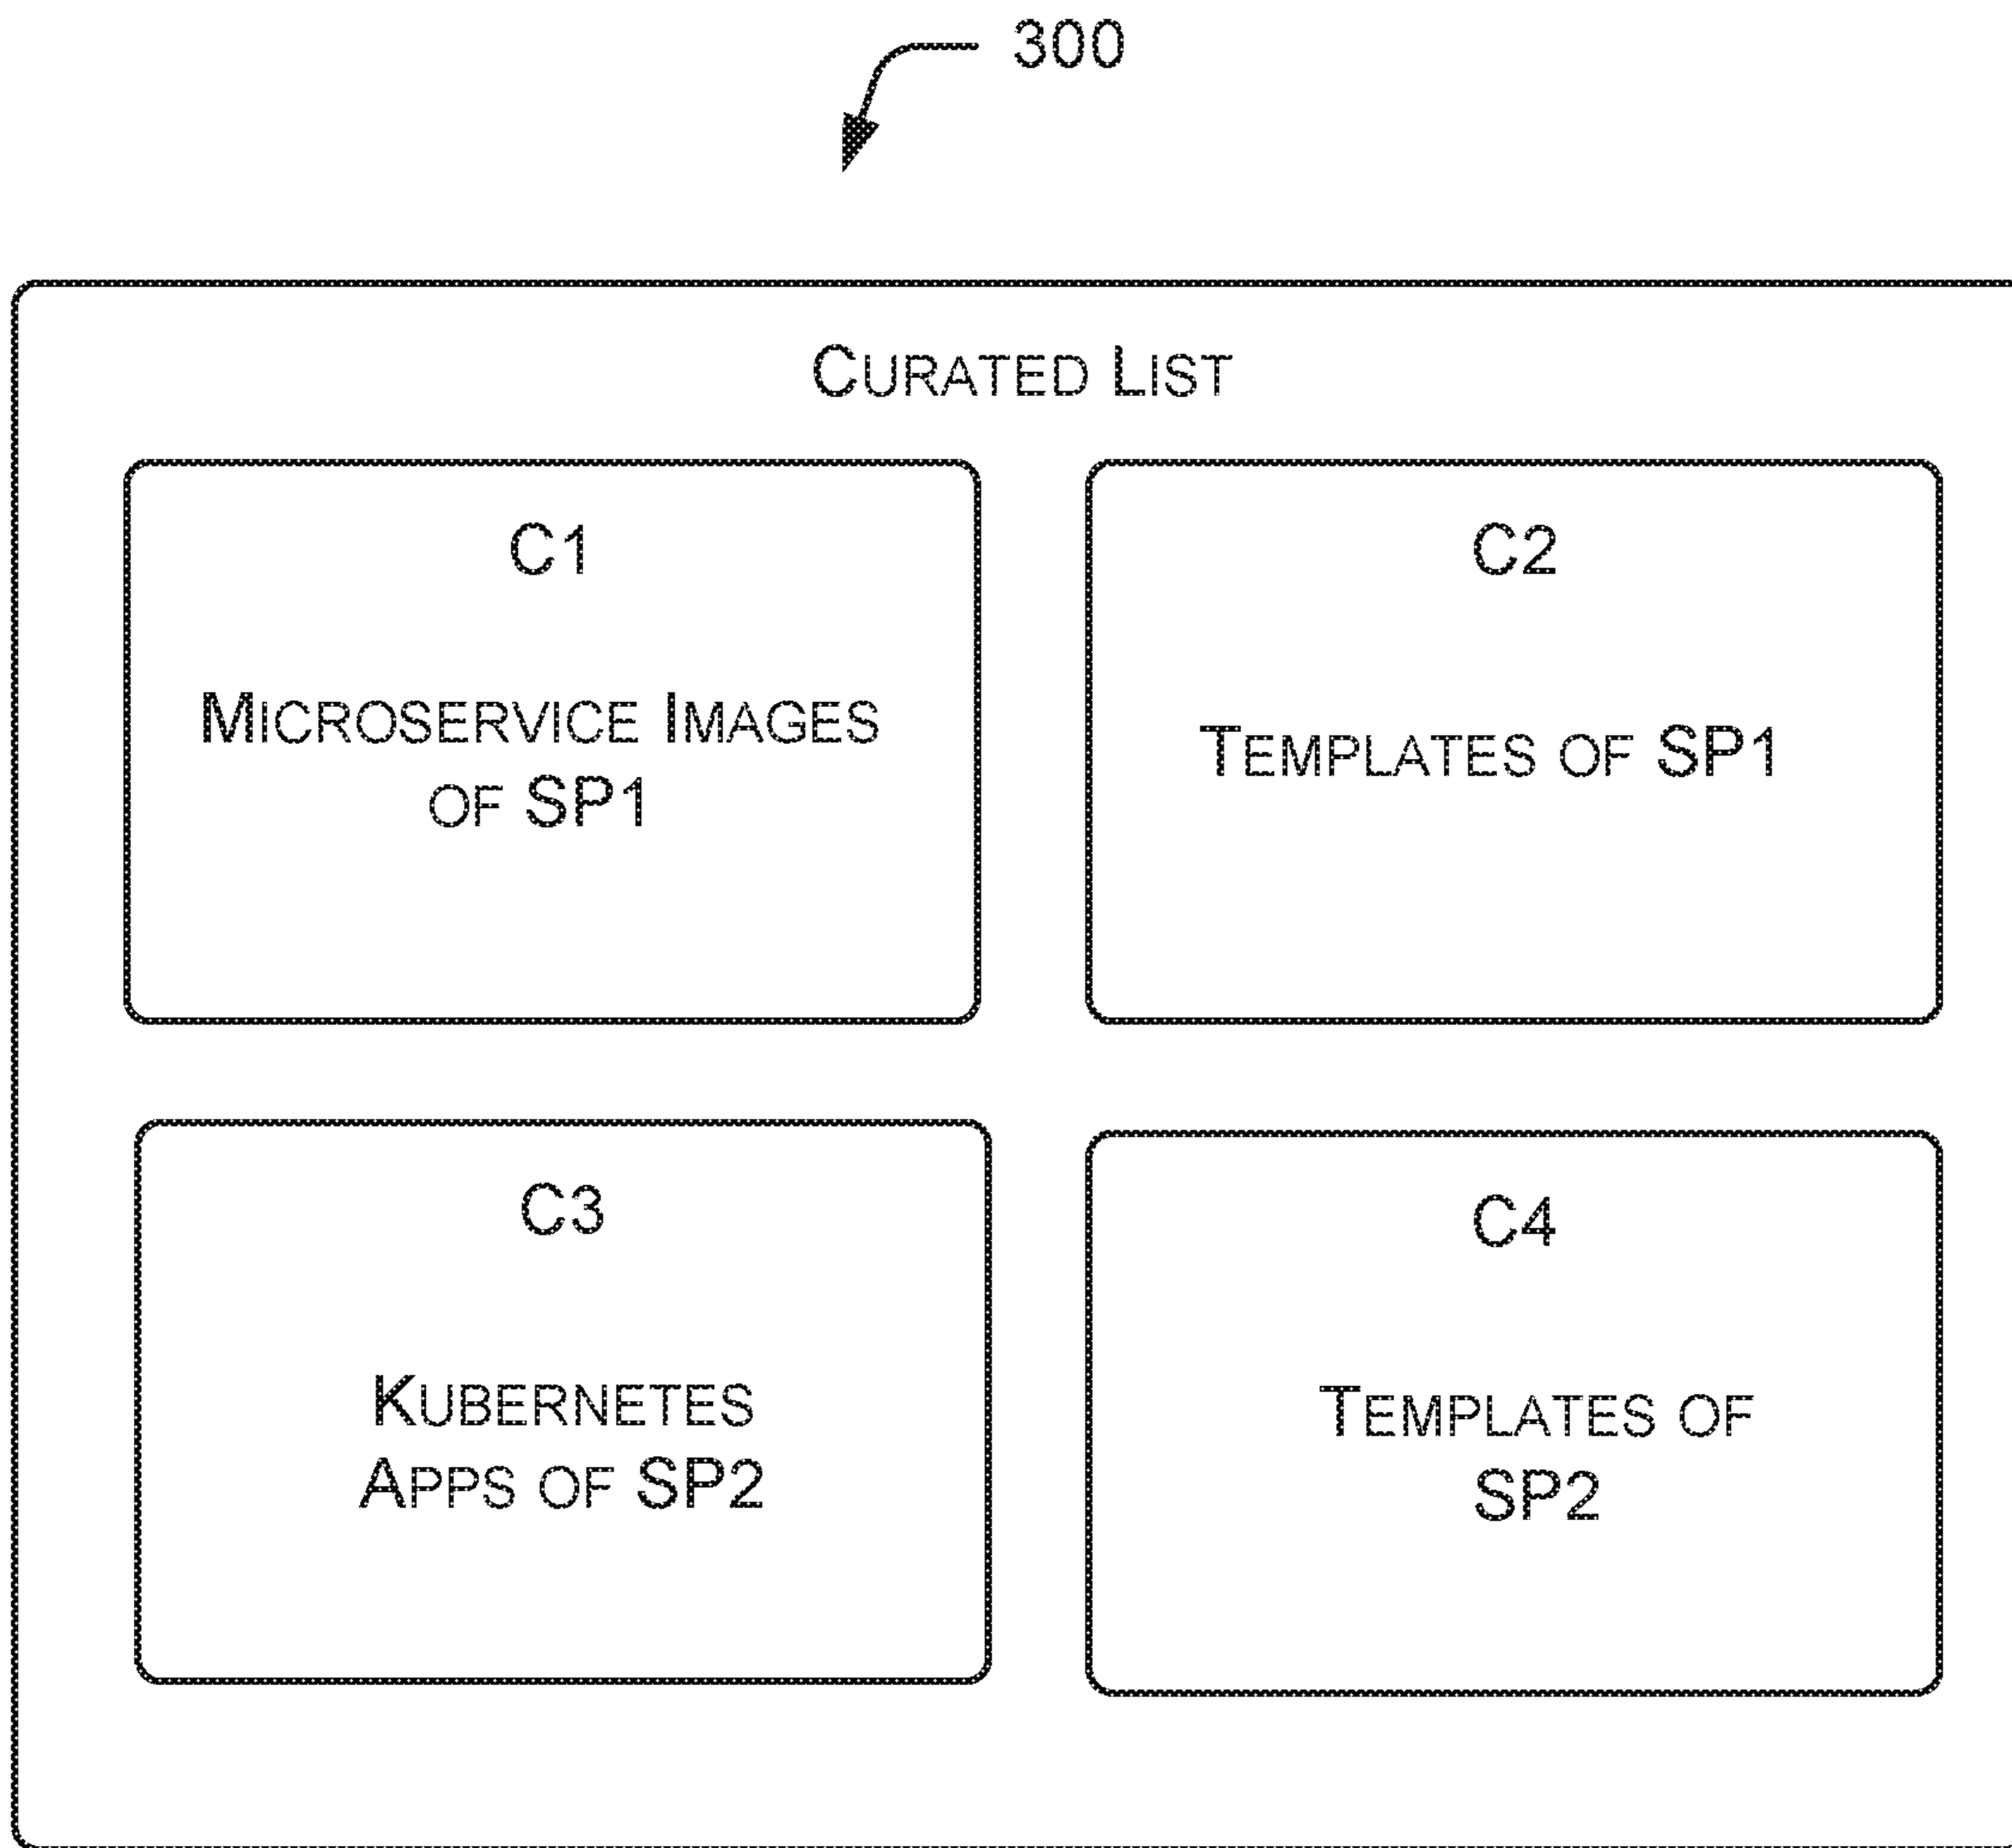 300
CURATED LIST
C1
MICROSERVICE IMAGES
OF SP1
C2
TEMPLATES OF SP1
C3
KUBERNETES
APPS OF SP2
C4
TEMPLATES OF
SP2